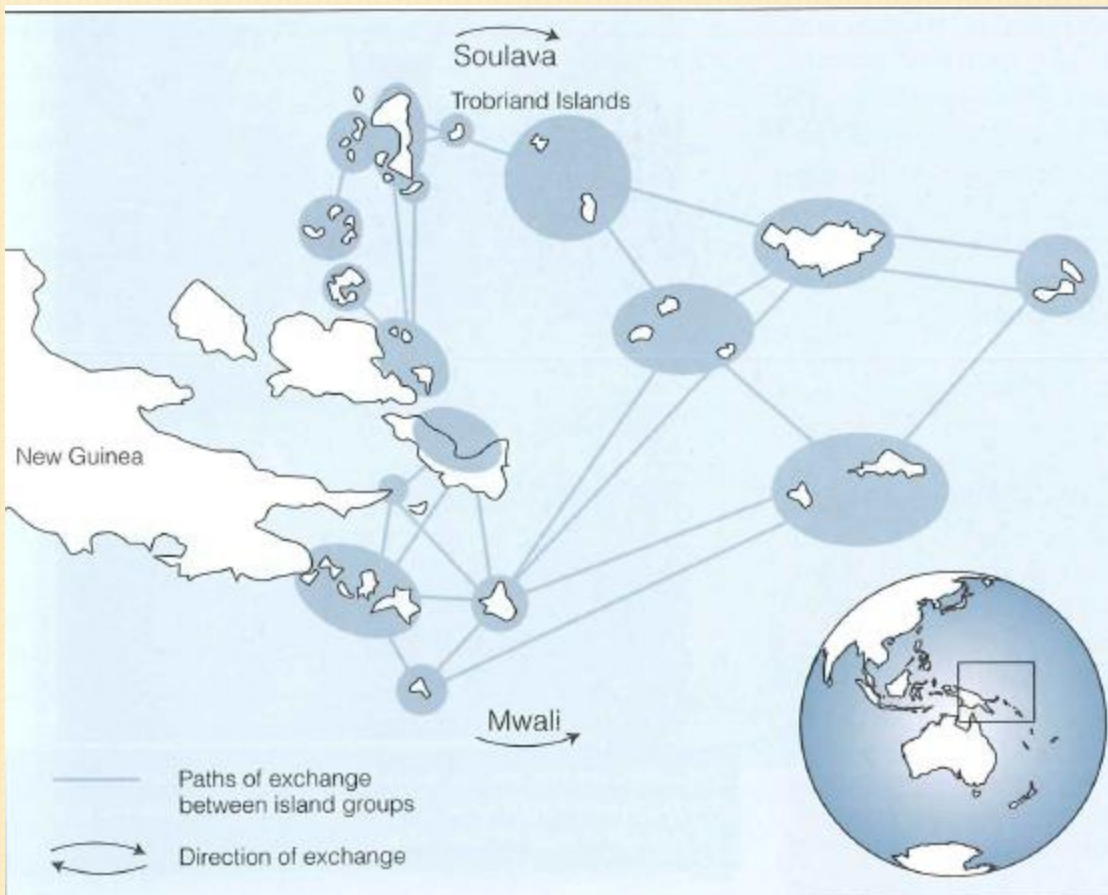 Soulava
Trobriand Islands
New Guinea
Mwali
Paths of exchange
between island groups
Direction of exchange